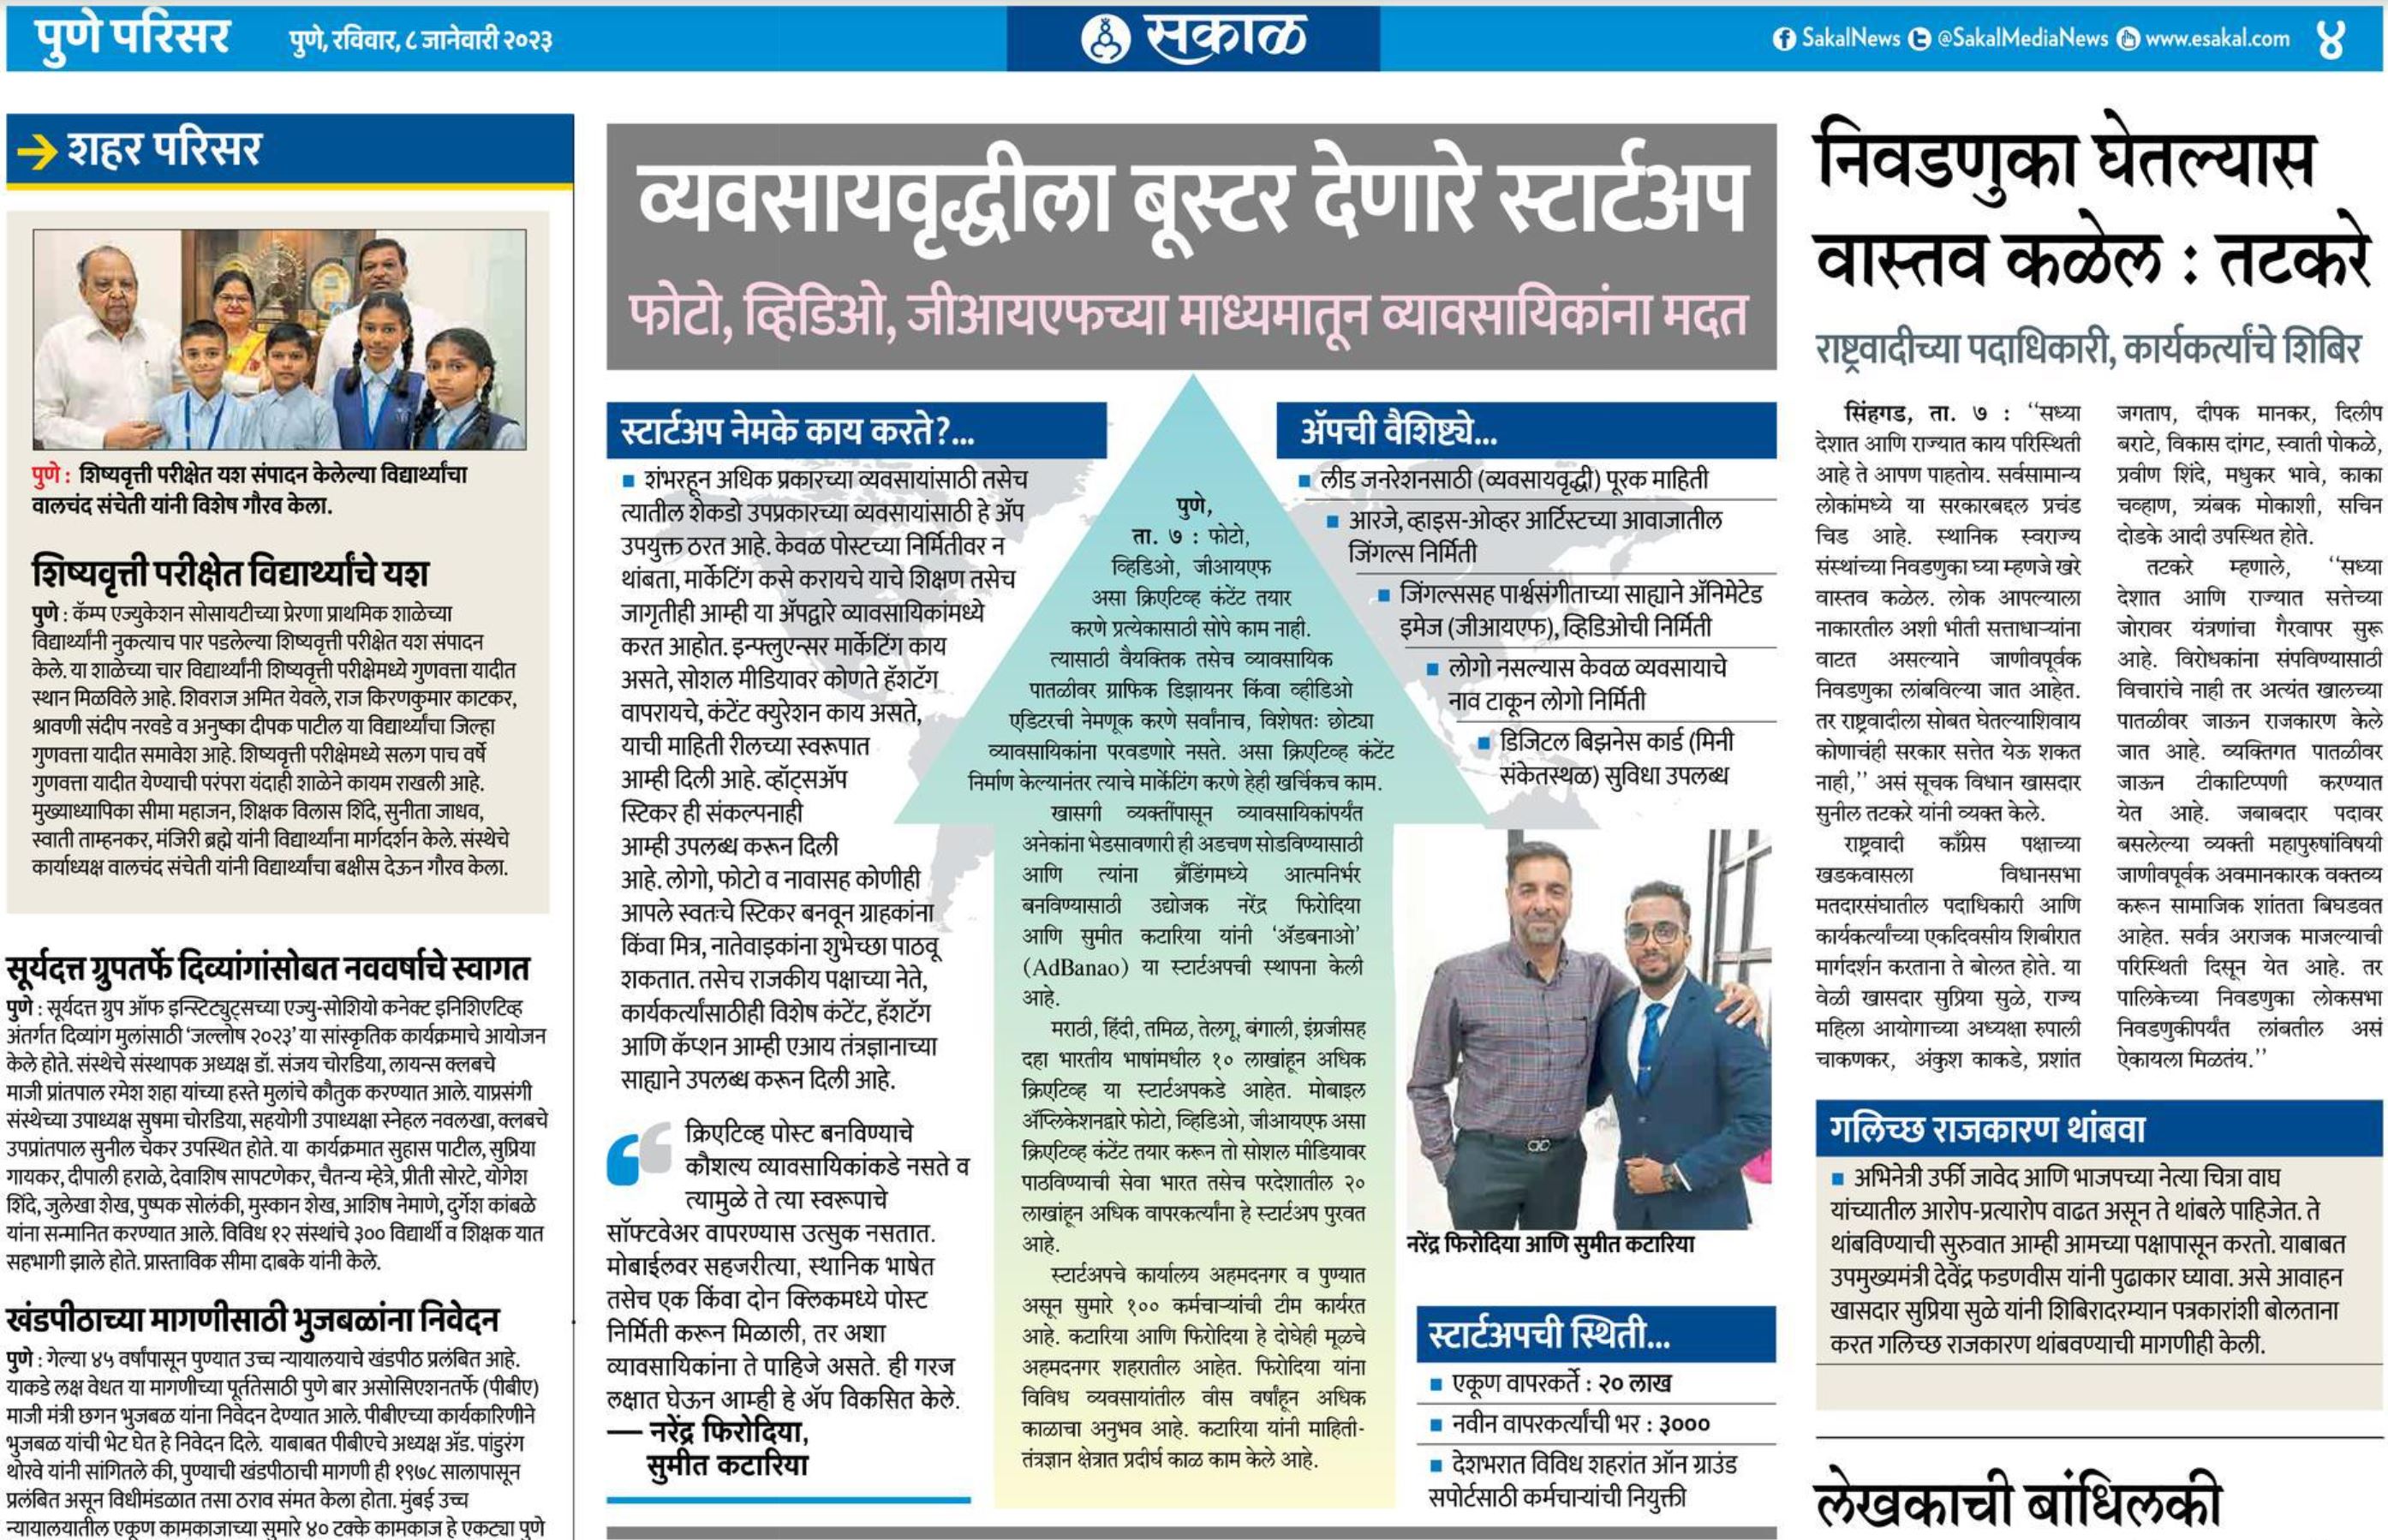 पुणे परिसर
पुणे, रविवार, ८ जानेवारी २०२३
सकाळ
SakalNews @SakalMediaNews www.esakal.com ४
शहर परिसर
पुणे : शिष्यवृत्ती परीक्षेत यश संपादन केलेल्या विद्यार्थ्यांचा
वालचंद संचेती यांनी विशेष गौरव केला.
शिष्यवृत्ती परीक्षेत विद्यार्थ्यांचे यश
पुणे : कॅम्प एज्युकेशन सोसायटीच्या प्रेरणा प्राथमिक शाळेच्या
विद्यार्थ्यांनी नुकत्याच पार पडलेल्या शिष्यवृत्ती परीक्षेत यश संपादन
केले. या शाळेच्या चार विद्यार्थ्यांनी शिष्यवृत्ती परीक्षेमध्ये गुणवत्ता यादीत
स्थान मिळविले आहे. शिवराज अमित येवले, राज किरणकुमार काटकर,
श्रावणी संदीप नरवडे व अनुष्का दीपक पाटील या विद्यार्थ्यांचा जिल्हा
गुणवत्ता यादीत समावेश आहे. शिष्यवृत्ती परीक्षेमध्ये सलग पाच वर्षे
गुणवत्ता यादीत येण्याची परंपरा यंदाही शाळेने कायम राखली आहे.
मुख्याध्यापिका सीमा महाजन, शिक्षक विलास शिंदे, सुनीता जाधव,
स्वाती ताम्हनकर, मंजिरी ब्रह्मे यांनी विद्यार्थ्यांना मार्गदर्शन केले. संस्थेचे
कार्याध्यक्ष वालचंद संचेती यांनी विद्यार्थ्यांचा बक्षीस देऊन गौरव केला.
सूर्यदत्त ग्रुपतर्फे दिव्यांगांसोबत नववर्षाचे स्वागत
पुणे : सूर्यदत्त ग्रुप ऑफ इन्स्टिट्युट्सच्या एज्यु-सोशियो कनेक्ट इनिशिएटिव्ह
अंतर्गत दिव्यांग मुलांसाठी ‘जल्लोष २०२३’ या सांस्कृतिक कार्यक्रमाचे आयोजन
केले होते. संस्थेचे संस्थापक अध्यक्ष डॉ. संजय चोरडिया, लायन्स क्लबचे
माजी प्रांतपाल रमेश शहा यांच्या हस्ते मुलांचे कौतुक करण्यात आले. याप्रसंगी
संस्थेच्या उपाध्यक्ष सुषमा चोरडिया, सहयोगी उपाध्यक्षा स्नेहल नवलखा, क्लबचे
उपप्रांतपाल सुनील चेकर उपस्थित होते. या कार्यक्रमात सुहास पाटील, सुप्रिया
गायकर, दीपाली हराळे, देवाशिष सापटणेकर, चैतन्य म्हेत्रे, प्रीती सोरटे, योगेश
शिंदे, जुलेखा शेख, पुष्पक सोलंकी, मुस्कान शेख, आशिष नेमाणे, दुर्गेश कांबळे
यांना सन्मानित करण्यात आले. विविध १२ संस्थांचे ३०० विद्यार्थी व शिक्षक यात
सहभागी झाले होते. प्रास्ताविक सीमा दाबके यांनी केले.
खंडपीठाच्या मागणीसाठी भुजबळांना निवेदन
पुणे : गेल्या ४५ वर्षांपासून पुण्यात उच्च न्यायालयाचे खंडपीठ प्रलंबित आहे.
याकडे लक्ष वेधत या मागणीच्या पूर्ततेसाठी पुणे बार असोसिएशनतर्फे (पीबीए)
माजी मंत्री छगन भुजबळ यांना निवेदन देण्यात आले. पीबीएच्या कार्यकारिणीने
भुजबळ यांची भेट घेत हे निवेदन दिले. याबाबत पीबीएचे अध्यक्ष ॲड. पांडुरंग
थोरवे यांनी सांगितले की, पुण्याची खंडपीठाची मागणी ही १९७८ सालापासून
प्रलंबित असून विधीमंडळात तसा ठराव संमत केला होता. मुंबई उच्च
न्यायालयातील एकूण कामकाजाच्या सुमारे ४० टक्के कामकाज हे एकट्या पुणे
व्यवसायवृद्धीला बूस्टर देणारे स्टार्टअप
फोटो, व्हिडिओ, जीआयएफच्या माध्यमातून व्यावसायिकांना मदत
स्टार्टअप नेमके काय करते?...
शंभरहून अधिक प्रकारच्या व्यवसायांसाठी तसेच
त्यातील शेकडो उपप्रकारच्या व्यवसायांसाठी हे ॲप
उपयुक्त ठरत आहे. केवळ पोस्टच्या निर्मितीवर न
थांबता, मार्केटिंग कसे करायचे याचे शिक्षण तसेच
जागृतीही आम्ही या ॲपद्वारे व्यावसायिकांमध्ये
करत आहोत. इन्फ्लुएन्सर मार्केटिंग काय
असते, सोशल मीडियावर कोणते हॅशटॅग
वापरायचे, कंटेंट क्युरेशन काय असते,
याची माहिती रीलच्या स्वरूपात
आम्ही दिली आहे. व्हॉट्सॲप
स्टिकर ही संकल्पनाही
आम्ही उपलब्ध करून दिली
आहे. लोगो, फोटो व नावासह कोणीही
आपले स्वतःचे स्टिकर बनवून ग्राहकांना
किंवा मित्र, नातेवाइकांना शुभेच्छा पाठवू
शकतात. तसेच राजकीय पक्षाच्या नेते,
कार्यकर्त्यांसाठीही विशेष कंटेंट, हॅशटॅग
आणि कॅप्शन आम्ही एआय तंत्रज्ञानाच्या
साह्याने उपलब्ध करून दिली आहे.
क्रिएटिव्ह पोस्ट बनविण्याचे
कौशल्य व्यावसायिकांकडे नसते व
त्यामुळे ते त्या स्वरूपाचे
सॉफ्टवेअर वापरण्यास उत्सुक नसतात.
मोबाईलवर सहजरीत्या, स्थानिक भाषेत
तसेच एक किंवा दोन क्लिकमध्ये पोस्ट
निर्मिती करून मिळाली, तर अशा
व्यावसायिकांना ते पाहिजे असते. ही गरज
लक्षात घेऊन आम्ही हे ॲप विकसित केले.
— नरेंद्र फिरोदिया,
सुमीत कटारिया
पुणे,
ता. ७ : फोटो,
व्हिडिओ, जीआयएफ
असा क्रिएटिव्ह कंटेंट तयार
करणे प्रत्येकासाठी सोपे काम नाही.
त्यासाठी वैयक्तिक तसेच व्यावसायिक
पातळीवर ग्राफिक डिझायनर किंवा व्हीडिओ
एडिटरची नेमणूक करणे सर्वांनाच, विशेषतः छोट्या
व्यावसायिकांना परवडणारे नसते. असा क्रिएटिव्ह कंटेंट
निर्माण केल्यानंतर त्याचे मार्केटिंग करणे हेही खर्चिकच काम.
खासगी व्यक्तींपासून व्यावसायिकांपर्यंत
अनेकांना भेडसावणारी ही अडचण सोडविण्यासाठी
आणि त्यांना ब्रँडिंगमध्ये आत्मनिर्भर
बनविण्यासाठी उद्योजक नरेंद्र फिरोदिया
आणि सुमीत कटारिया यांनी ‘ॲडबनाओ’
(AdBanao) या स्टार्टअपची स्थापना केली
आहे.
मराठी, हिंदी, तमिळ, तेलगू, बंगाली, इंग्रजीसह
दहा भारतीय भाषांमधील १० लाखांहून अधिक
क्रिएटिव्ह या स्टार्टअपकडे आहेत. मोबाइल
ॲप्लिकेशनद्वारे फोटो, व्हिडिओ, जीआयएफ असा
क्रिएटिव्ह कंटेंट तयार करून तो सोशल मीडियावर
पाठविण्याची सेवा भारत तसेच परदेशातील २०
लाखांहून अधिक वापरकर्त्यांना हे स्टार्टअप पुरवत
आहे.
स्टार्टअपचे कार्यालय अहमदनगर व पुण्यात
असून सुमारे १०० कर्मचाऱ्यांची टीम कार्यरत
आहे. कटारिया आणि फिरोदिया हे दोघेही मूळचे
अहमदनगर शहरातील आहेत. फिरोदिया यांना
विविध व्यवसायांतील वीस वर्षांहून अधिक
काळाचा अनुभव आहे. कटारिया यांनी माहिती-
तंत्रज्ञान क्षेत्रात प्रदीर्घ काळ काम केले आहे.
ॲपची वैशिष्ट्ये...
लीड जनरेशनसाठी (व्यवसायवृद्धी) पूरक माहिती
आरजे, व्हाइस-ओव्हर आर्टिस्टच्या आवाजातील
जिंगल्स निर्मिती
जिंगल्ससह पार्श्वसंगीताच्या साह्याने ॲनिमेटेड
इमेज (जीआयएफ), व्हिडिओची निर्मिती
लोगो नसल्यास केवळ व्यवसायाचे
नाव टाकून लोगो निर्मिती
डिजिटल बिझनेस कार्ड (मिनी
संकेतस्थळ) सुविधा उपलब्ध
नरेंद्र फिरोदिया आणि सुमीत कटारिया
स्टार्टअपची स्थिती...
एकूण वापरकर्ते : २० लाख
नवीन वापरकर्त्यांची भर : ३०००
देशभरात विविध शहरांत ऑन ग्राउंड
सपोर्टसाठी कर्मचाऱ्यांची नियुक्ती
निवडणुका घेतल्यास
वास्तव कळेल : तटकरे
राष्ट्रवादीच्या पदाधिकारी, कार्यकर्त्यांचे शिबिर
सिंहगड, ता. ७ : ‘‘सध्या
देशात आणि राज्यात काय परिस्थिती
आहे ते आपण पाहतोय. सर्वसामान्य
लोकांमध्ये या सरकारबद्दल प्रचंड
चिड आहे. स्थानिक स्वराज्य
संस्थांच्या निवडणुका घ्या म्हणजे खरे
वास्तव कळेल. लोक आपल्याला
नाकारतील अशी भीती सत्ताधाऱ्यांना
वाटत असल्याने जाणीवपूर्वक
निवडणुका लांबविल्या जात आहेत.
तर राष्ट्रवादीला सोबत घेतल्याशिवाय
कोणाचंही सरकार सत्तेत येऊ शकत
नाही,’’ असं सूचक विधान खासदार
सुनील तटकरे यांनी व्यक्त केले.
राष्ट्रवादी काँग्रेस पक्षाच्या
खडकवासला विधानसभा
मतदारसंघातील पदाधिकारी आणि
कार्यकर्त्यांच्या एकदिवसीय शिबीरात
मार्गदर्शन करताना ते बोलत होते. या
वेळी खासदार सुप्रिया सुळे, राज्य
महिला आयोगाच्या अध्यक्षा रुपाली
चाकणकर, अंकुश काकडे, प्रशांत
जगताप, दीपक मानकर, दिलीप
बराटे, विकास दांगट, स्वाती पोकळे,
प्रवीण शिंदे, मधुकर भावे, काका
चव्हाण, त्र्यंबक मोकाशी, सचिन
दोडके आदी उपस्थित होते.
तटकरे म्हणाले, ‘‘सध्या
देशात आणि राज्यात सत्तेच्या
जोरावर यंत्रणांचा गैरवापर सुरू
आहे. विरोधकांना संपविण्यासाठी
विचारांचे नाही तर अत्यंत खालच्या
पातळीवर जाऊन राजकारण केले
जात आहे. व्यक्तिगत पातळीवर
जाऊन टीकाटिप्पणी करण्यात
येत आहे. जबाबदार पदावर
बसलेल्या व्यक्ती महापुरुषांविषयी
जाणीवपूर्वक अवमानकारक वक्तव्य
करून सामाजिक शांतता बिघडवत
आहेत. सर्वत्र अराजक माजल्याची
परिस्थिती दिसून येत आहे. तर
पालिकेच्या निवडणुका लोकसभा
निवडणुकीपर्यंत लांबतील असं
ऐकायला मिळतंय.’’
गलिच्छ राजकारण थांबवा
अभिनेत्री उर्फी जावेद आणि भाजपच्या नेत्या चित्रा वाघ
यांच्यातील आरोप-प्रत्यारोप वाढत असून ते थांबले पाहिजेत. ते
थांबविण्याची सुरुवात आम्ही आमच्या पक्षापासून करतो. याबाबत
उपमुख्यमंत्री देवेंद्र फडणवीस यांनी पुढाकार घ्यावा. असे आवाहन
खासदार सुप्रिया सुळे यांनी शिबिरादरम्यान पत्रकारांशी बोलताना
करत गलिच्छ राजकारण थांबवण्याची मागणीही केली.
लेखकाची बांधिलकी